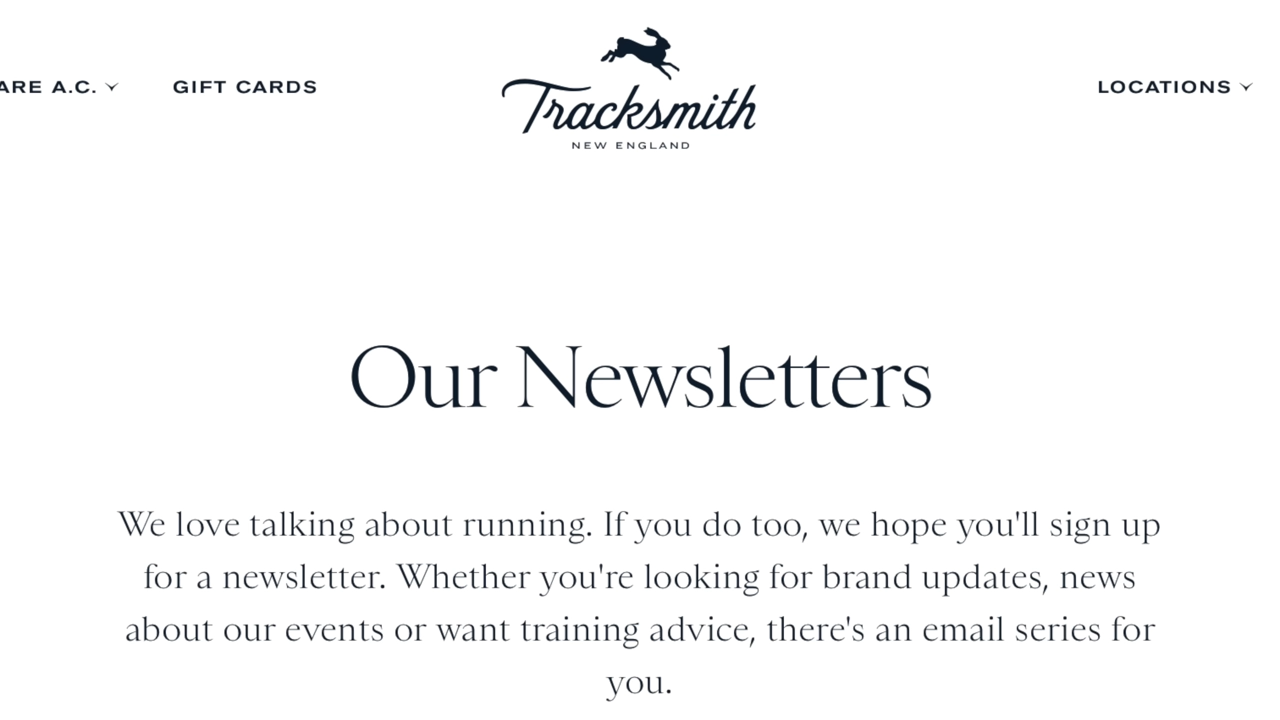 ARE A.C.
GIFT CARDS
Tracksmith
NEW ENGLAND
LOCATIONS
Our Newsletters
We love talking about running. If you do too, we hope you'll sign up
for a newsletter. Whether you're looking for brand updates, news
about our events or want training advice, there's an email series for
you.